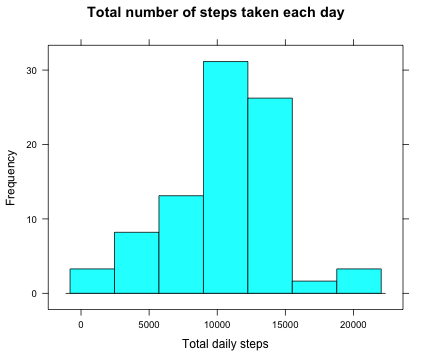 Total number of steps taken each day
Frequency
30
20
10
0
0 5000 10000 15000 20000
Total daily steps